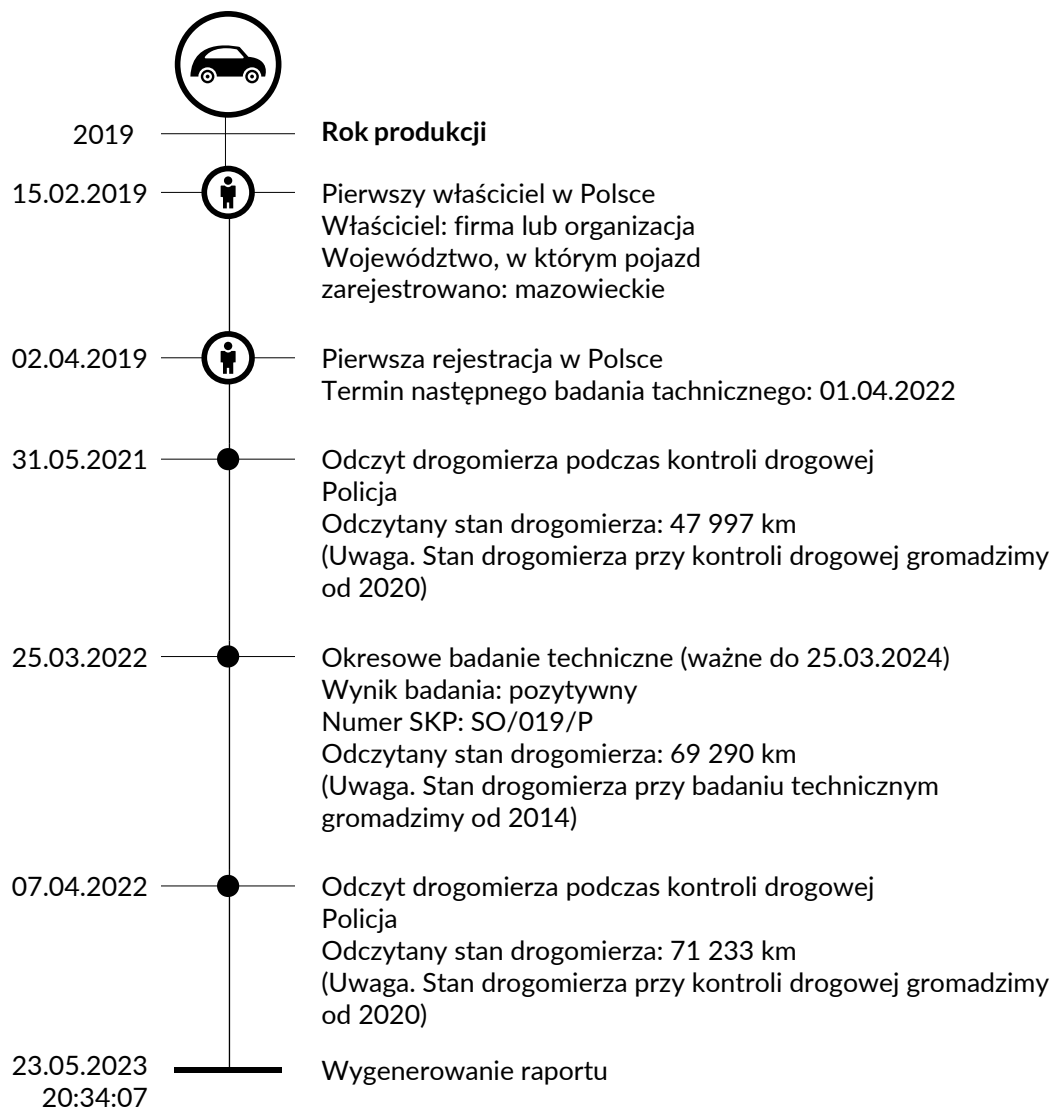 2019 Rok produkcji
15.02.2019 Pierwszy właściciel w Polsce
Właściciel: firma lub organizacja
Województwo, w którym pojazd
zarejestrowano: mazowieckie
02.04.2019 Pierwsza rejestracja w Polsce
Termin następnego badania tachnicznego: 01.04.2022
31.05.2021 Odczyt drogomierza podczas kontroli drogowej
Policja
Odczytany stan drogomierza: 47 997 km
(Uwaga. Stan drogomierza przy kontroli drogowej gromadzimy
od 2020)
25.03.2022 Okresowe badanie techniczne (ważne do 25.03.2024)
Wynik badania: pozytywny
Numer SKP: SO/019/P
Odczytany stan drogomierza: 69 290 km
(Uwaga. Stan drogomierza przy badaniu technicznym
gromadzimy od 2014)
07.04.2022 Odczyt drogomierza podczas kontroli drogowej
Policja
Odczytany stan drogomierza: 71 233 km
(Uwaga. Stan drogomierza przy kontroli drogowej gromadzimy
od 2020)
23.05.2023 Wygenerowanie raportu
20:34:07